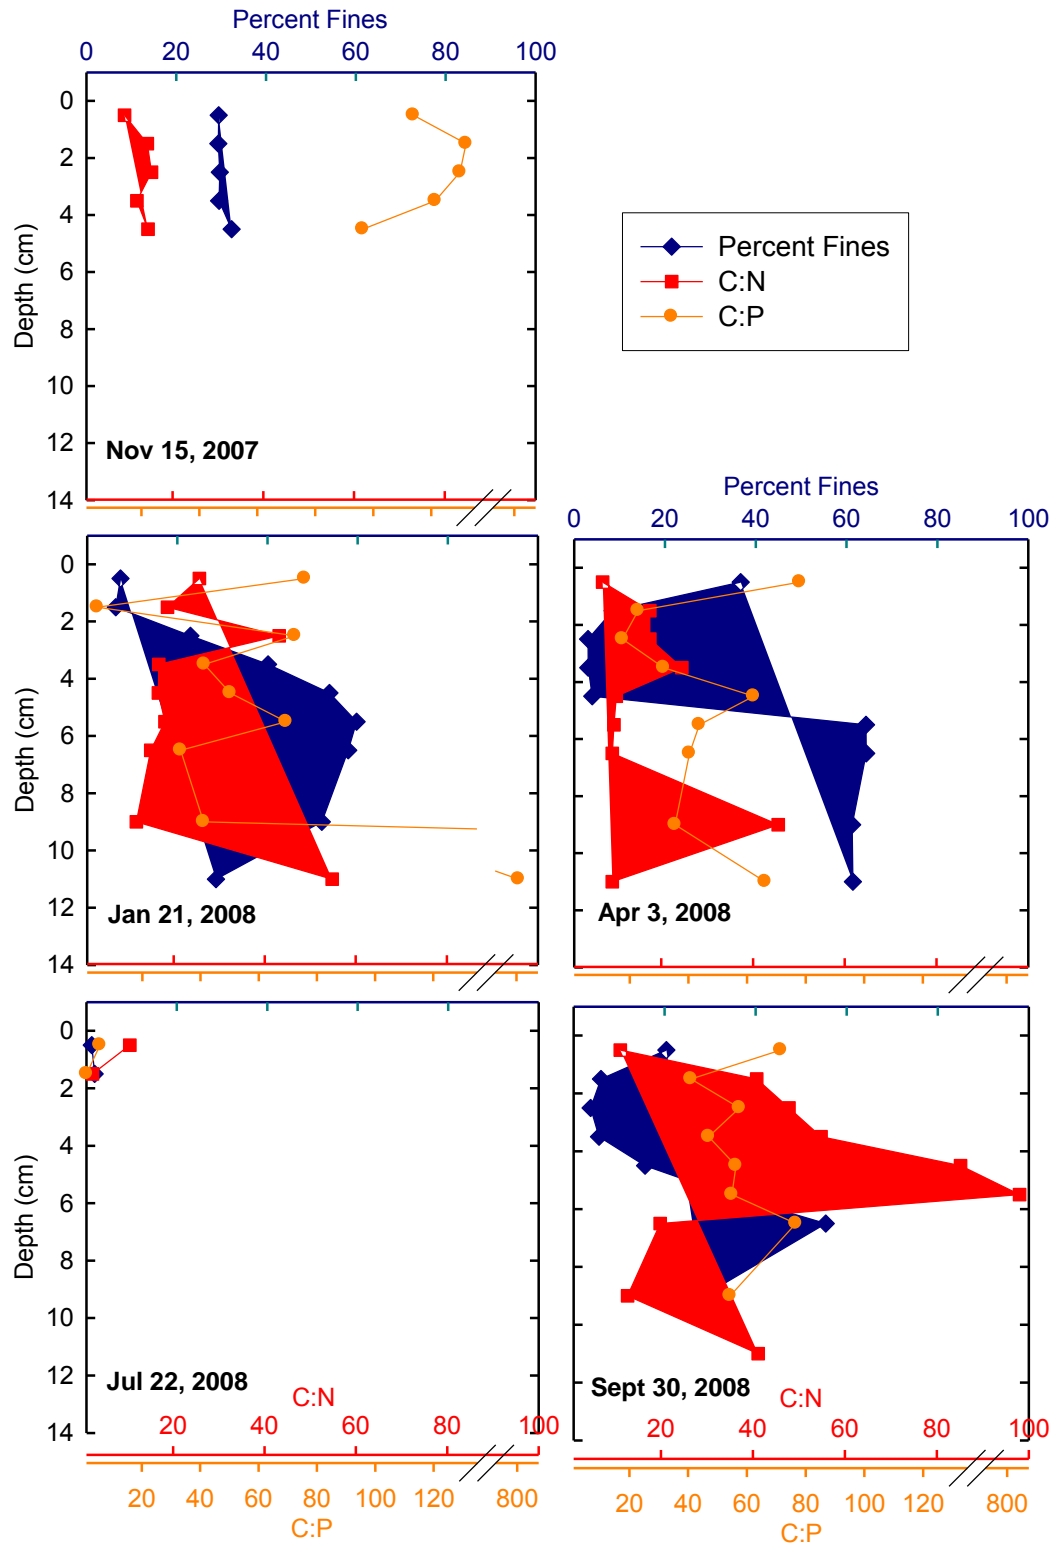 Percent Fines
0 20 40 60 80 100
0
2
4
6
8
10
12
14
Depth (cm)
Nov 15, 2007
Percent Fines
C:N
C:P
Percent Fines
0 20 40 60 80 100
0
2
4
6
8
10
12
14
Depth (cm)
Jan 21, 2008
Apr 3, 2008
0
2
4
6
8
10
12
14
Depth (cm)
Jul 22, 2008
C:N
20 40 60 80 100
20 40 60 80 100 120 800
C:P
Sept 30, 2008
C:N
20 40 60 80 100
20 40 60 80 100 120 800
C:P